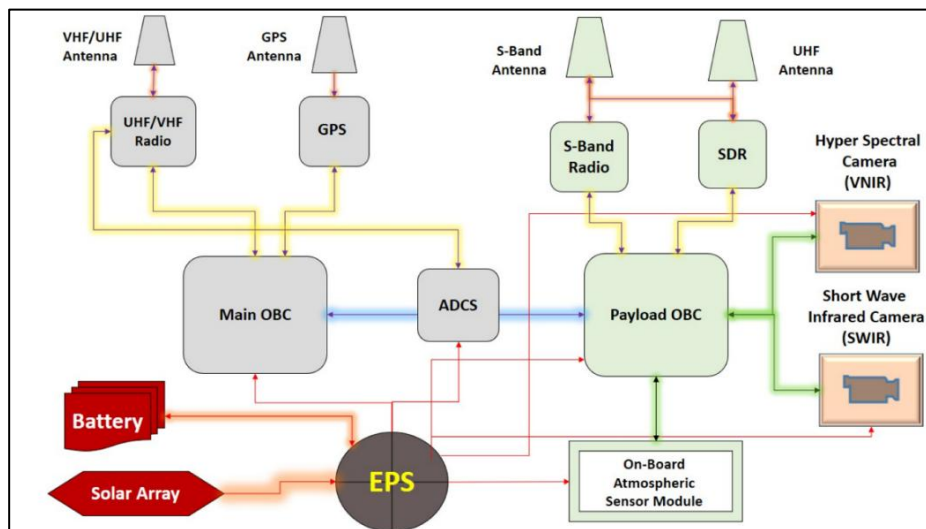 VHF/UHF
Antenna
GPS
Antenna
S-Band
Antenna
UHF
Antenna
UHF/VHF
Radio
GPS
S-Band
Radio
SDR
Hyper Spectral
Camera
(VNIR)
Main OBC
ADCS
Payload OBC
Short Wave
Infrared Camera
(SWIR)
Battery
Solar Array
EPS
On-Board
Atmospheric
Sensor Module